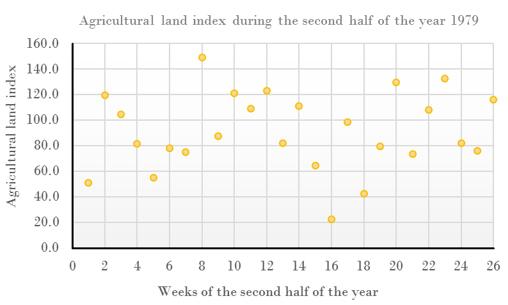 Agricultural land index during the second half of the year 1979
Agricultural land index
160.0
140.0
120.0
100.0
80.0
60.0
40.0
20.0
0.0
0 2 4 6 8 10 12 14 16 18 20 22 24 26
Weeks of the second half of the year